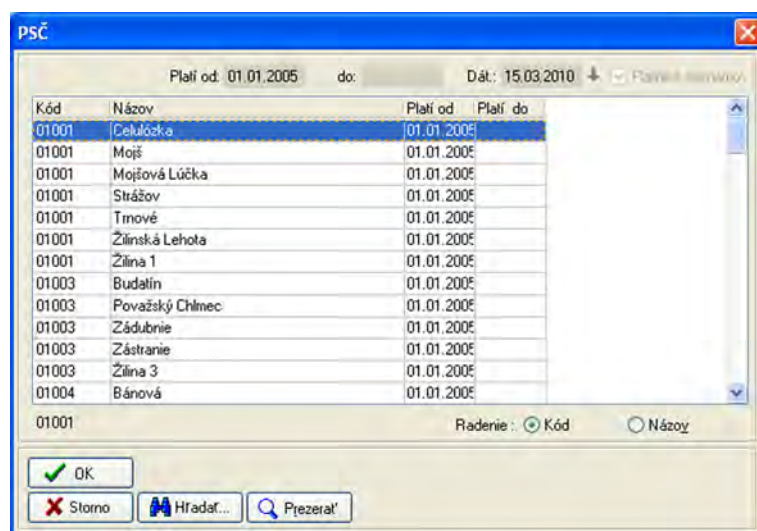 PSČ
Platí od: 01.01.2005 do: Dát.: 15.03.2010
Kód Názov Platí od Platí do
01001 Celulózka 01.01.2005
01001 Mojš 01.01.2005
01001 Mojšová Lúčka 01.01.2005
01001 Strážov 01.01.2005
01001 Trnové 01.01.2005
01001 Žilinská Lehota 01.01.2005
01001 Žilina 1 01.01.2005
01003 Budatín 01.01.2005
01003 Považský Chlmec 01.01.2005
01003 Zádubnie 01.01.2005
01003 Zástranie 01.01.2005
01003 Žilina 3 01.01.2005
01004 Bánová 01.01.2005
01001 Radenie : Kód Názov
OK
Storno Hľadať... Prezerať